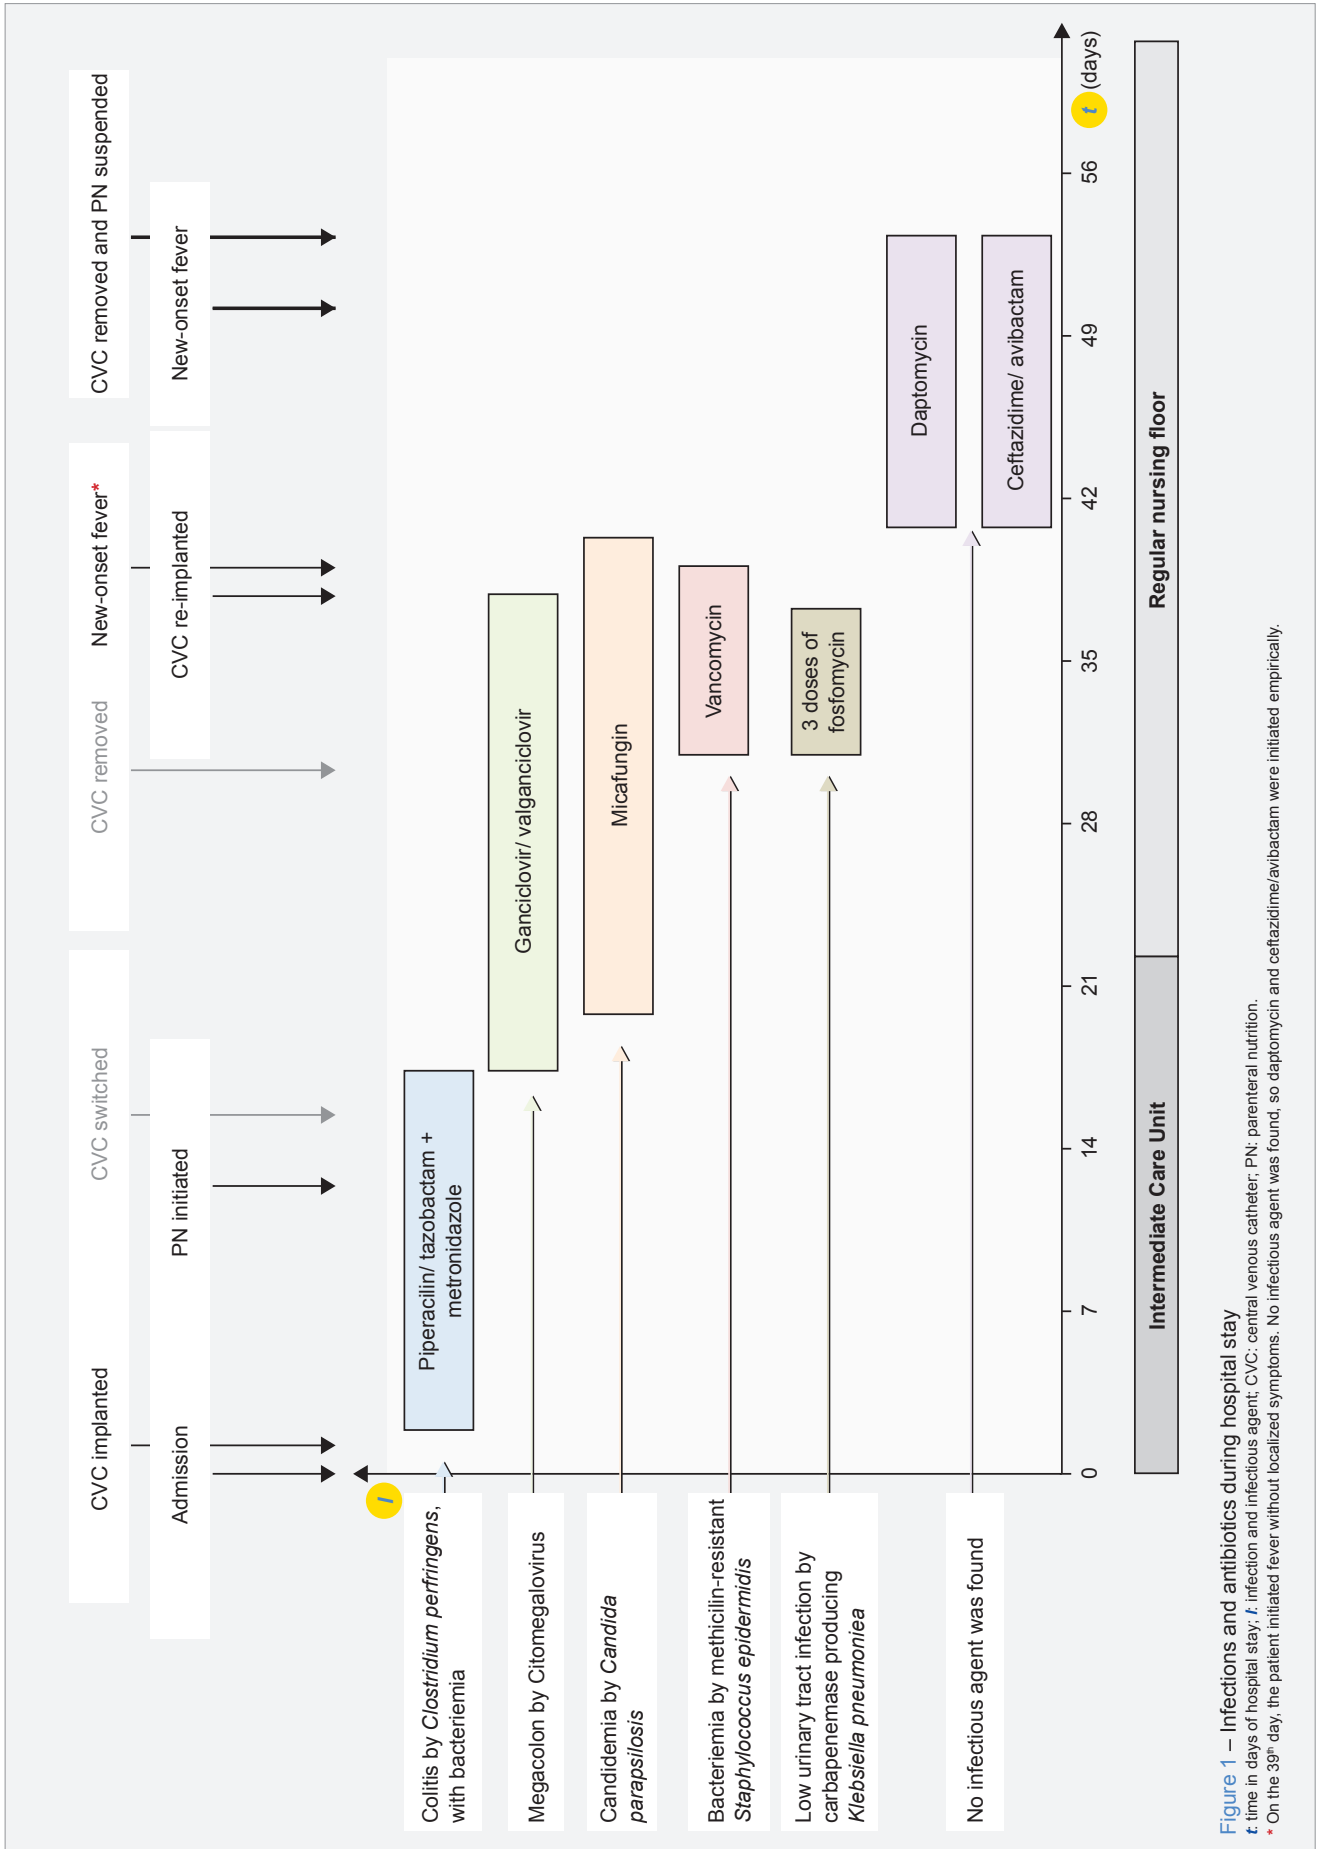 CVC implanted
CVC switched
CVC removed
New-onset fever*
CVC removed and PN suspended
Admission
PN initiated
CVC re-implanted
New-onset fever
I
Colitis by Clostridium perfringens,
with bacteriemia
Piperacilin/ tazobactam +
metronidazole
Megacolon by Citomegalovirus
Ganciclovir/ valganciclovir
Candidemia by Candida
parapsilosis
Micafungin
Bacteriemia by methicilin-resistant
Staphylococcus epidermidis
Vancomycin
Low urinary tract infection by
carbapenemase producing
Klebsiella pneumoniea
3 doses of
fosfomycin
No infectious agent was found
Daptomycin
Ceftazidime/ avibactam
0 7 14 21 28 35 42 49 56 t (days)
Intermediate Care Unit
Regular nursing floor
Figure 1 – Infections and antibiotics during hospital stay
t: time in days of hospital stay; I: infection and infectious agent; CVC: central venous catheter; PN: parenteral nutrition.
* On the 39th day, the patient initiated fever without localized symptoms. No infectious agent was found, so daptomycin and ceftazidime/avibactam were initiated empirically.